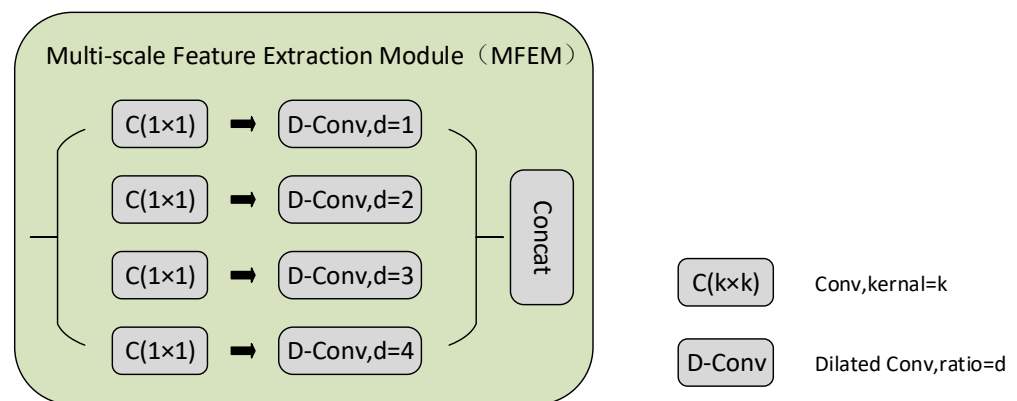 Multi-scale Feature Extraction Module（MFEM）
C(1×1) D-Conv,d=1
C(1×1) D-Conv,d=2
C(1×1) D-Conv,d=3
C(1×1) D-Conv,d=4
Concat
C(k×k) Conv,kernal=k
D-Conv Dilated Conv,ratio=d